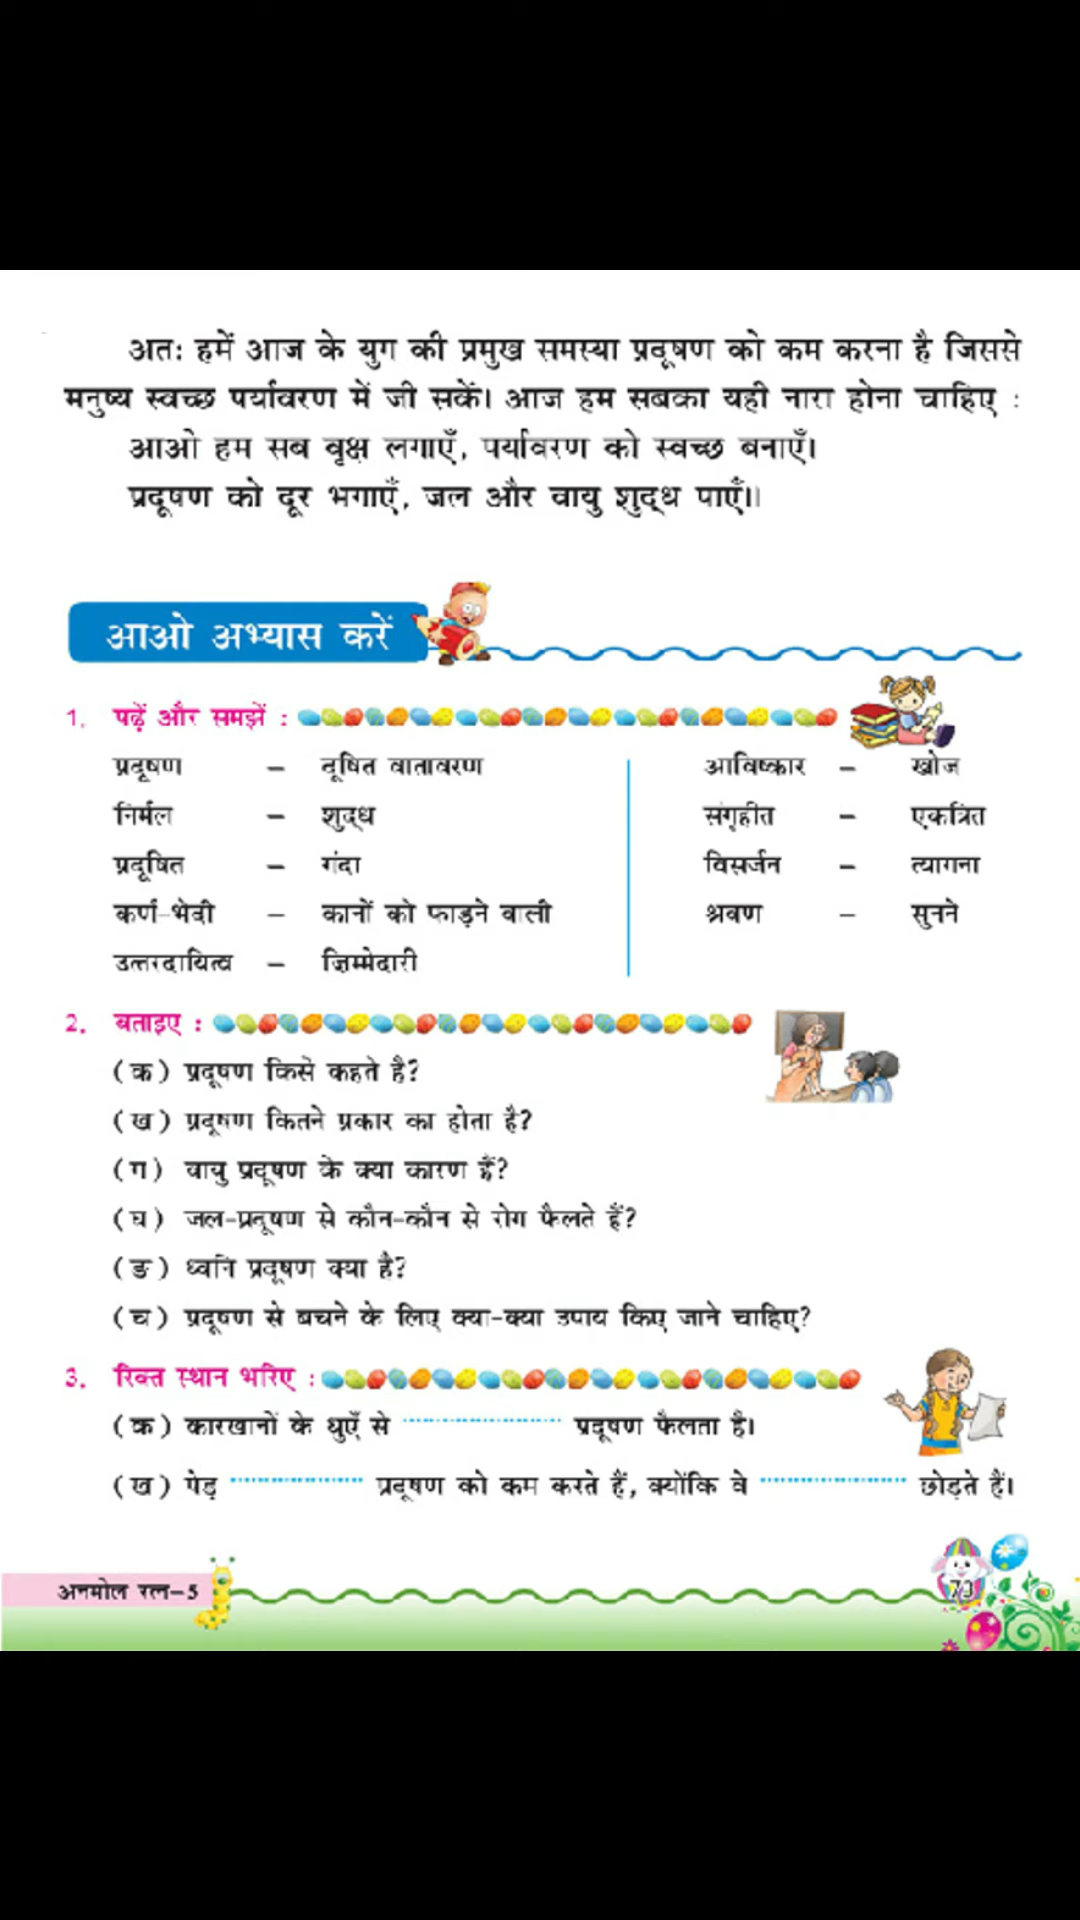 अतः हमें आज के युग की प्रमुख समस्या प्रदूषण को कम करना है जिससे
मनुष्य स्वच्छ पर्यावरण में जी सकें। आज हम सबका यही नारा होना चाहिए :
आओ हम सब वृक्ष लगाएँ, पर्यावरण को स्वच्छ बनाएँ।
प्रदूषण को दूर भगाएँ, जल और वायु शुद्ध पाएँ॥
आओ अभ्यास करें
1. पढ़ें और समझें :
प्रदूषण – दूषित वातावरण
निर्मल – शुद्ध
प्रदूषित – गंदा
कर्ण-भेदी – कानों को फाड़ने वाली
उत्तरदायित्व – ज़िम्मेदारी
आविष्कार – खोज
संगृहीत – एकत्रित
विसर्जन – त्यागना
श्रवण – सुनने
2. बताइए :
(क) प्रदूषण किसे कहते है?
(ख) प्रदूषण कितने प्रकार का होता है?
(ग) वायु प्रदूषण के क्या कारण हैं?
(घ) जल-प्रदूषण से कौन-कौन से रोग फैलते हैं?
(ङ) ध्वनि प्रदूषण क्या है?
(च) प्रदूषण से बचने के लिए क्या-क्या उपाय किए जाने चाहिए?
3. रिक्त स्थान भरिए :
(क) कारखानों के धुएँ से .................... प्रदूषण फैलता है।
(ख) पेड़ .................... प्रदूषण को कम करते हैं, क्योंकि वे .................... छोड़ते हैं।
अनमोल रत्न–5